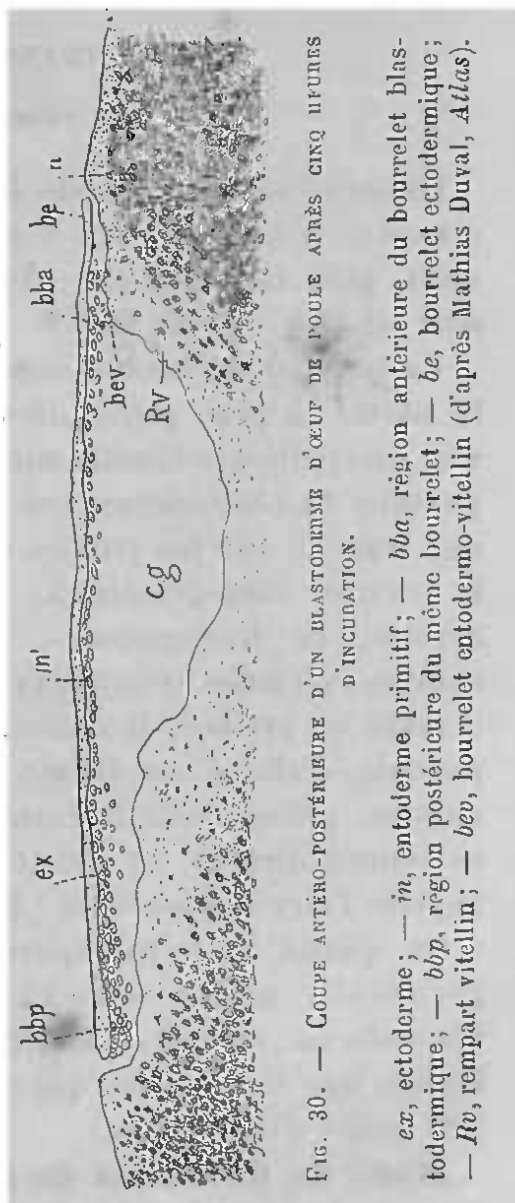 bbp ex in' bba be n
cg bev Rv
FIG. 30. — COUPE ANTÉRO-POSTÉRIEURE D'UN BLASTODERME D'ŒUF DE POULE APRÈS CINQ HEURES
D'INCUBATION.
ex, ectoderme; — in, entoderme primitif; — bba, région antérieure du bourrelet blas-
todermique; — bbp, région postérieure du même bourrelet; — be, bourrelet ectodermique;
— Rv, rempart vitellin; — bev, bourrelet entodermo-vitellin (d'après Mathias Duval, Atlas).